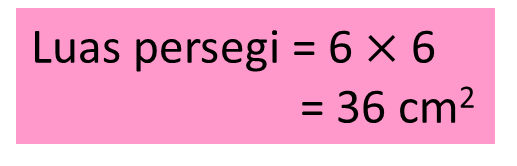 Luas persegi = 6 × 6
= 36 cm²